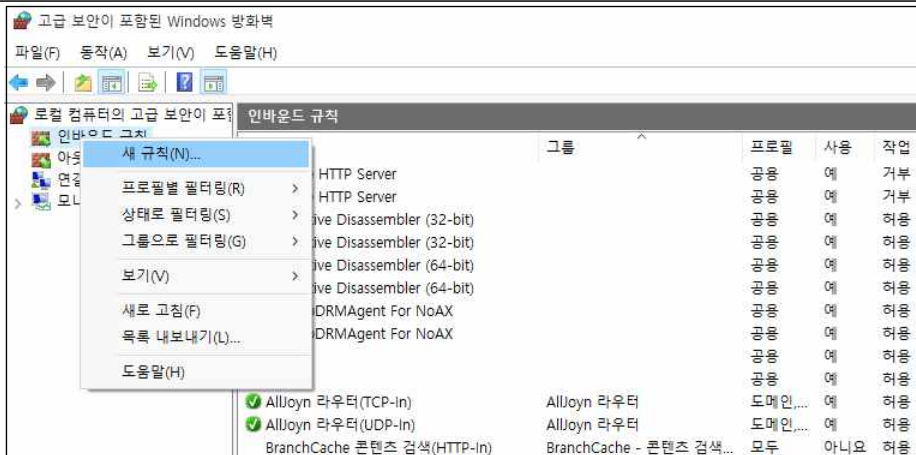 고급 보안이 포함된 Windows 방화벽
파일(F) 동작(A) 보기(V) 도움말(H)
로컬 컴퓨터의 고급 보안이 포함
인바운드 규칙
인바운드 규칙
그룹 프로필 사용 작업
새 규칙(N)...
프로필별 필터링(R)
상태로 필터링(S)
그룹으로 필터링(G)
보기(V)
새로 고침(F)
목록 내보내기(L)...
도움말(H)
HTTP Server 공용 예 거부
HTTP Server 공용 예 거부
ive Disassembler (32-bit) 공용 예 허용
ive Disassembler (32-bit) 공용 예 허용
ive Disassembler (64-bit) 공용 예 허용
ive Disassembler (64-bit) 공용 예 허용
DRMAgent For NoAX 공용 예 허용
DRMAgent For NoAX 공용 예 허용
공용 예 허용
공용 예 허용
AllJoyn 라우터(TCP-In) AllJoyn 라우터 도메인,... 예 허용
AllJoyn 라우터(UDP-In) AllJoyn 라우터 도메인,... 예 허용
BranchCache 콘텐츠 검색(HTTP-In) BranchCache - 콘텐츠 검색... 모두 아니요 허용